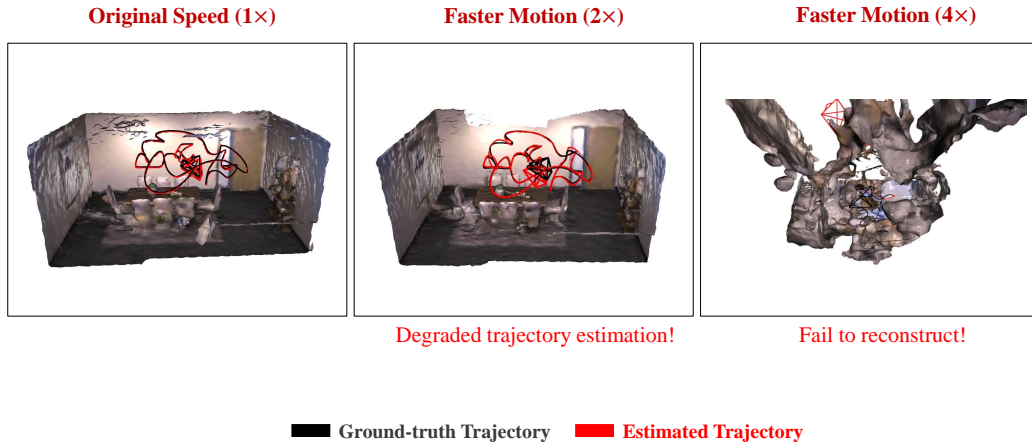 Original Speed (1×)
Faster Motion (2×)
Faster Motion (4×)
Degraded trajectory estimation!
Fail to reconstruct!
Ground-truth Trajectory
Estimated Trajectory